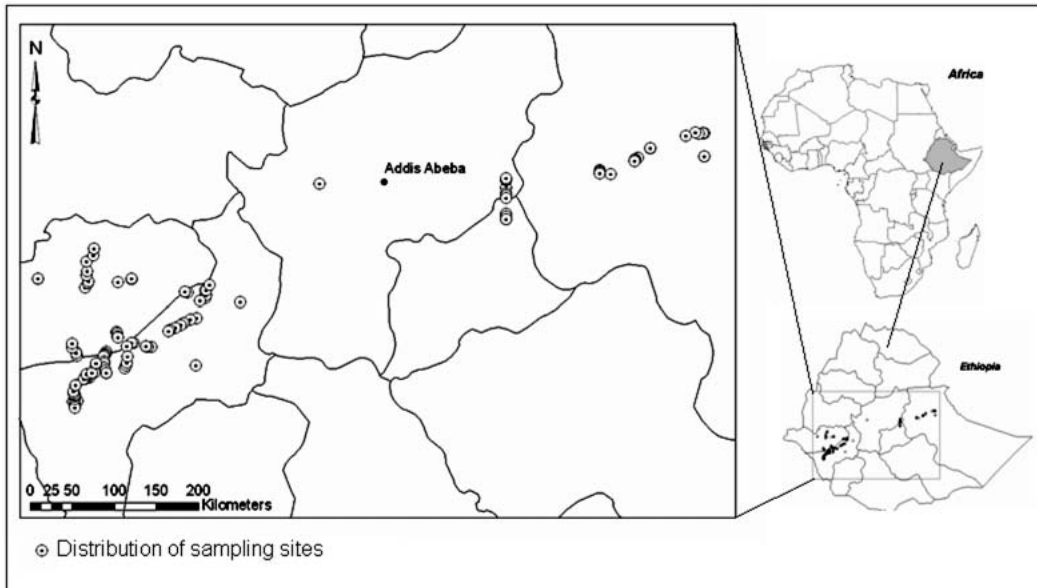 N
Africa
Addis Abeba
Ethiopia
0 25 50 100 150 200
Kilometers
Distribution of sampling sites